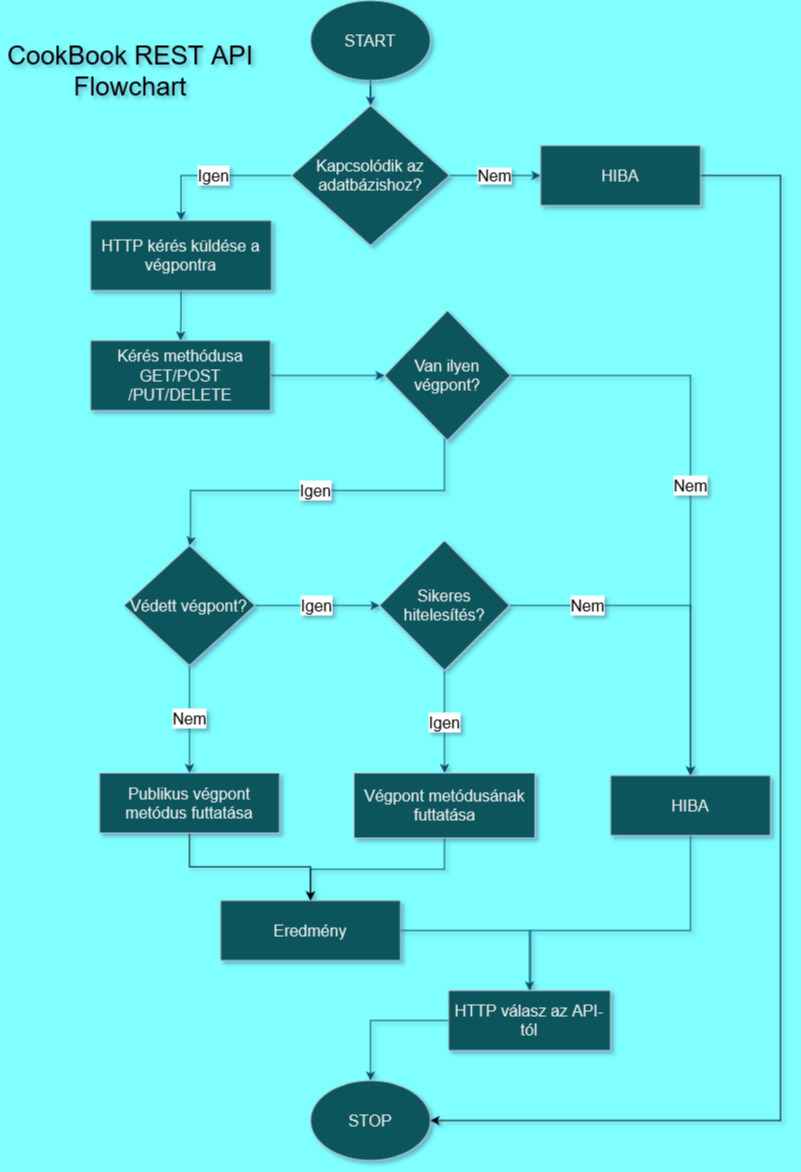 CookBook REST API
Flowchart
START
Kapcsolódik az
adatbázishoz?
Igen
Nem
HIBA
HTTP kérés küldése a
végpontra
Kérés methódusa
GET/POST
/PUT/DELETE
Van ilyen
végpont?
Igen
Nem
Védett végpont?
Igen
Sikeres
hitelesítés?
Nem
Nem
Igen
Publikus végpont
metódus futtatása
Végpont metódusának
futtatása
HIBA
Eredmény
HTTP válasz az API-
tól
STOP